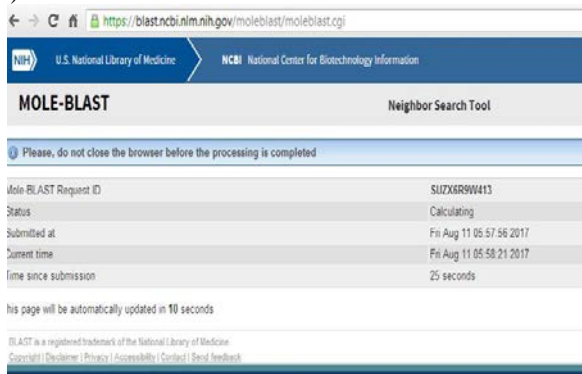 )
https://blast.ncbi.nlm.nih.gov/moleblast/moleblast.cgi
NIH U.S. National Library of Medicine NCBI National Center for Biotechnology Information
MOLE-BLAST Neighbor Search Tool
Please, do not close the browser before the processing is completed
Mole-BLAST Request ID SUZX6R9W413
Status Calculating
Submitted at Fri Aug 11 05:57:56 2017
Current time Fri Aug 11 05:58:21 2017
Time since submission 25 seconds
his page will be automatically updated in 10 seconds
BLAST is a registered trademark of the National Library of Medicine
Copyright | Disclaimer | Privacy | Accessibility | Contact | Send feedback